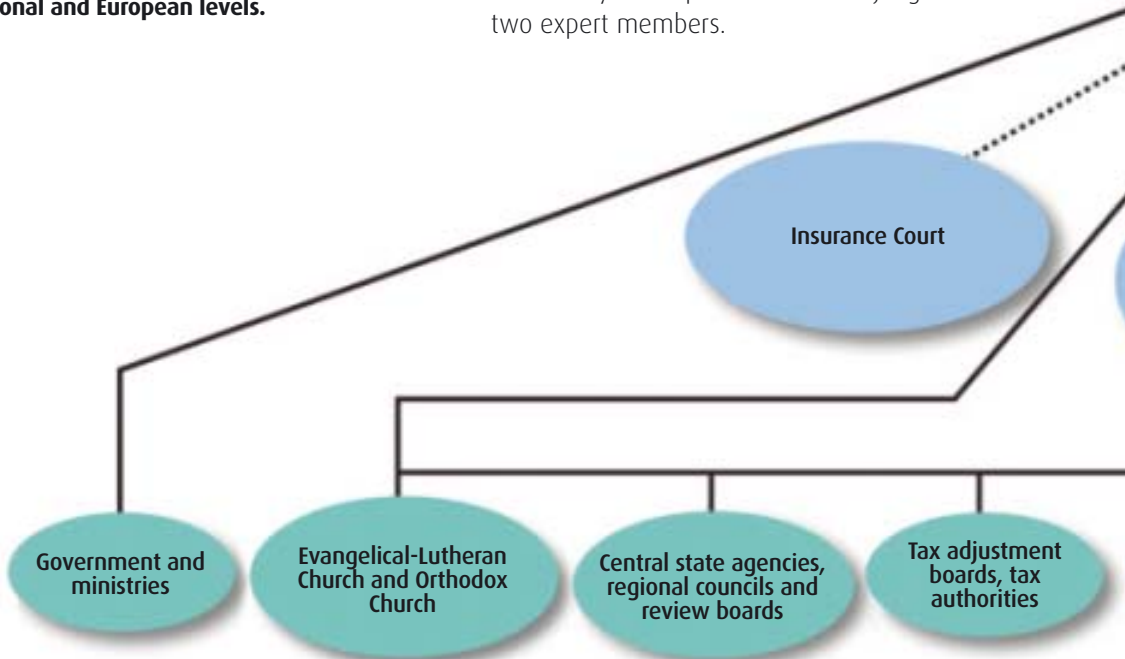 onal and European levels.
two expert members.
Insurance Court
Government and
ministries
Evangelical-Lutheran
Church and Orthodox
Church
Central state agencies,
regional councils and
review boards
Tax adjustment
boards, tax
authorities